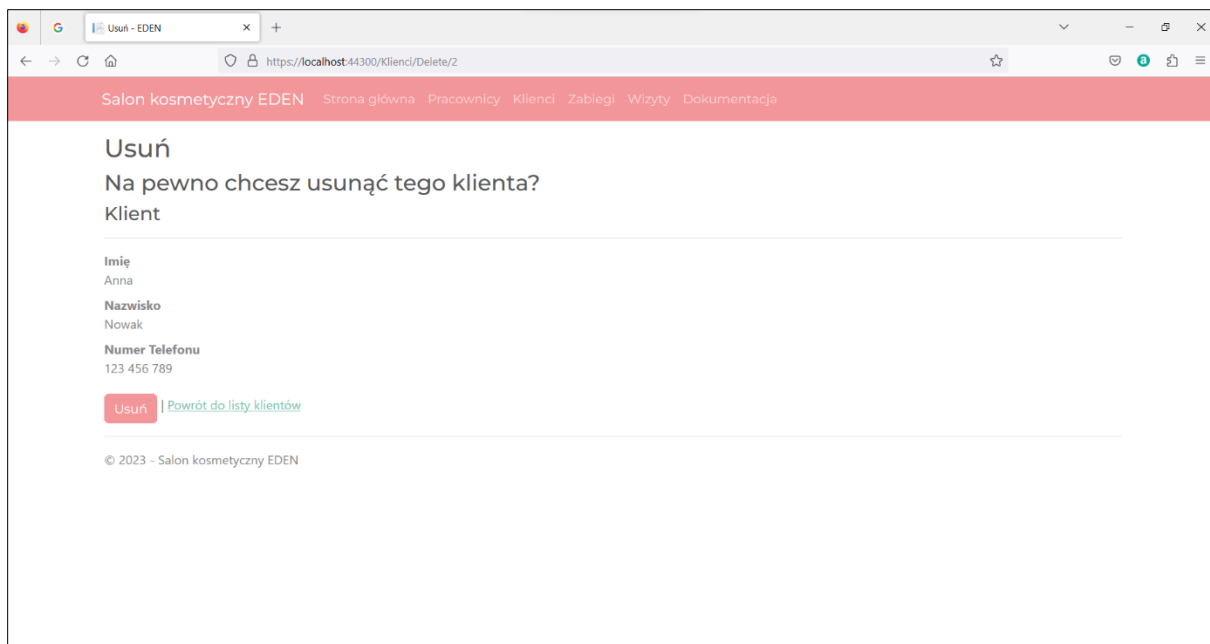 Usuń - EDEN
https://localhost:44300/Klienci/Delete/2
Salon kosmetyczny EDEN Strona główna Pracownicy Klienci Zabiegi Wizyty Dokumentacja
Usuń
Na pewno chcesz usunąć tego klienta?
Klient
Imię
Anna
Nazwisko
Nowak
Numer Telefonu
123 456 789
Usuń | Powrót do listy klientów
© 2023 - Salon kosmetyczny EDEN